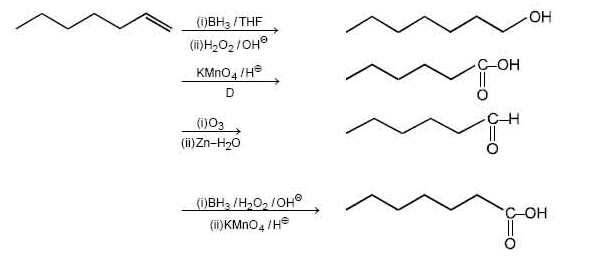 (i)BH₃/THF
(ii)H₂O₂/OH⊖
OH
KMnO₄/H⊕
D
C–OH
O
(i)O₃
(ii)Zn–H₂O
C–H
O
(i)BH₃/H₂O₂/OH⊖
(ii)KMnO₄/H⊕
C–OH
O